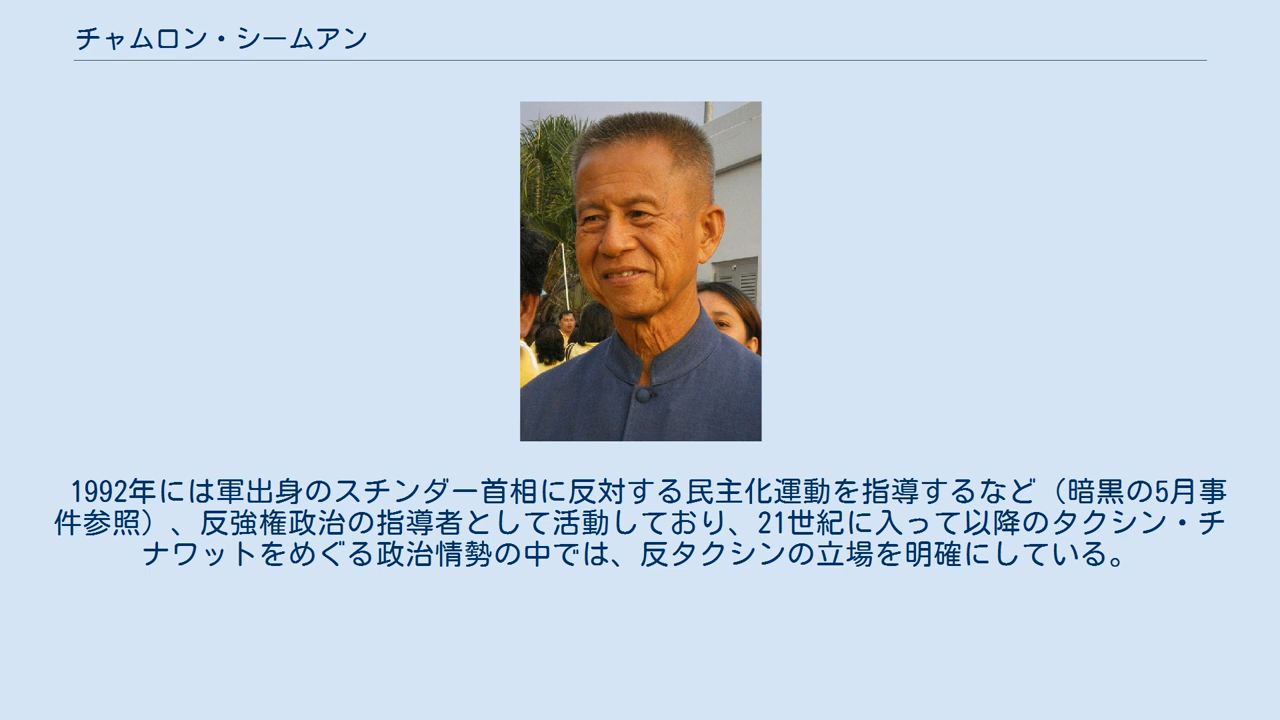 チャムロン・シームアン
1992年には軍出身のスチンダー首相に反対する民主化運動を指導するなど（暗黒の5月事
件参照）、反強権政治の指導者として活動しており、21世紀に入って以降のタクシン・チ
ナワットをめぐる政治情勢の中では、反タクシンの立場を明確にしている。